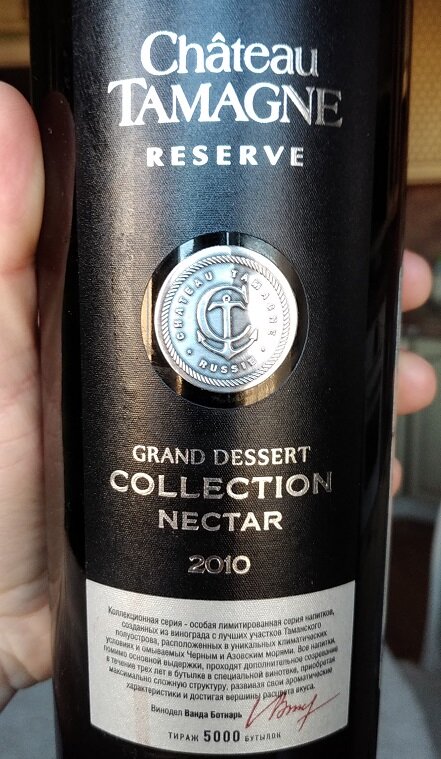 Château
TAMAGNE
RESERVE
CHATEAU TAMAGNE
RUSSIE
GRAND DESSERT
COLLECTION
NECTAR
2010
Коллекционная серия - особая лимитированная серия напитков,
созданных из винограда с лучших участков Таманского
полуострова, расположенных в уникальных климатических
условиях и омываемых Черным и Азовским морями. Все напитки,
помимо основной выдержки, проходят дополнительное созревание
в течение трех лет в бутылке в специальной винотеке, приобретая
максимально сложную структуру, развивая свои ароматические
характеристики и достигая вершины расцвета вкуса.
Винодел Ванда Ботнарь
ТИРАЖ 5000 БУТЫЛОК